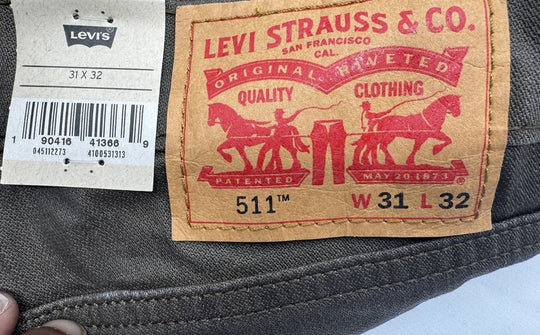 LEVI'S
31 X 32
1 90416 41366 9
045112273 4100531313
LEVI STRAUSS & CO.
SAN FRANCISCO
CAL.
ORIGINAL RIVETED
QUALITY CLOTHING
PATENTED MAY 20 1873
511™ W 31 L 32